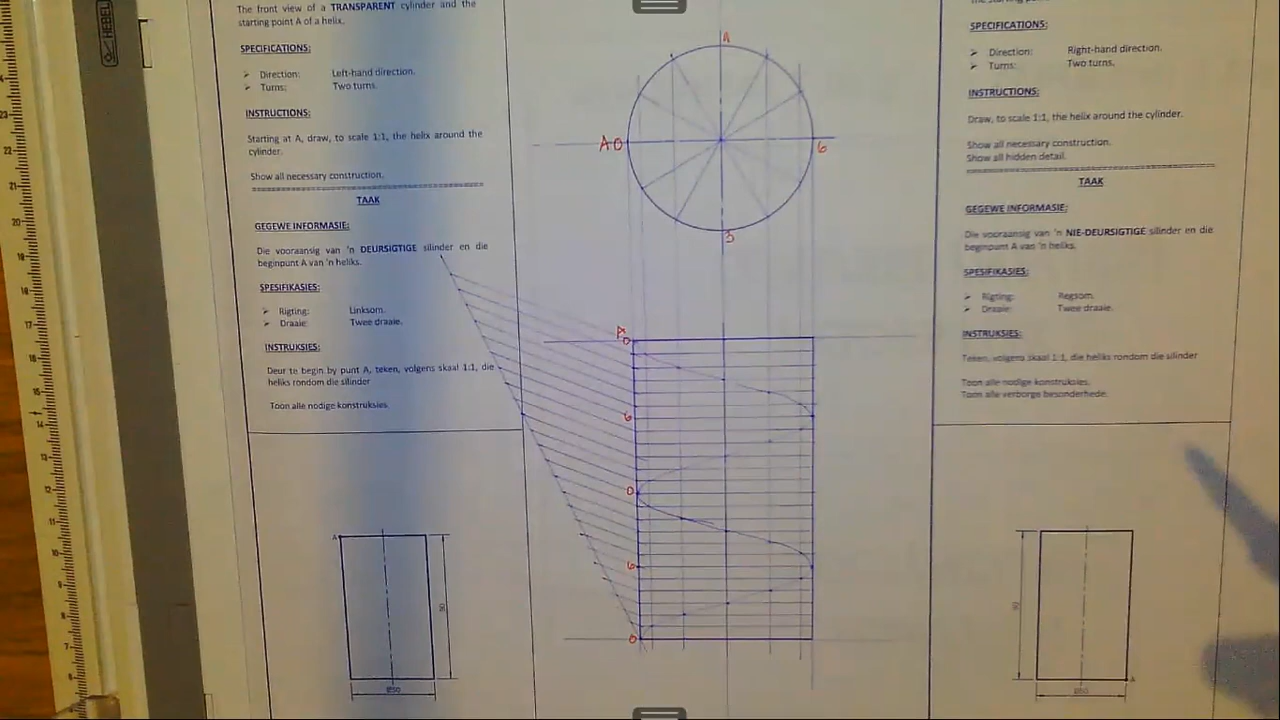 The front view of a TRANSPARENT cylinder and the
starting point A of a helix.
SPECIFICATIONS:
➢ Direction: Left-hand direction.
➢ Turns: Two turns.
INSTRUCTIONS:
Starting at A, draw, to scale 1:1, the helix around the
cylinder.
Show all necessary construction.
TAAK
GEGEWE INFORMASIE:
Die vooraansig van 'n DEURSIGTIGE silinder en die
beginpunt A van 'n heliks.
SPESIFIKASIES:
➢ Rigting: Linksom.
➢ Draaie: Twee draaie.
INSTRUKSIES:
Deur te begin by punt A, teken, volgens skaal 1:1, die
heliks rondom die silinder
Toon alle nodige konstruksies
A
90
Ø50
HEBEL
A
A 0
6
3
A
0
6
0
6
0
SPECIFICATIONS:
➢ Direction: Right-hand direction.
➢ Turns: Two turns.
INSTRUCTIONS:
Draw, to scale 1:1, the helix around the cylinder.
Show all necessary construction.
Show all hidden detail.
TAAK
GEGEWE INFORMASIE:
Die vooraansig van 'n NIE-DEURSIGTIGE silinder en die
beginpunt A van 'n heliks.
SPESIFIKASIES:
➢ Rigting: Regsom.
➢ Draaie: Twee draaie.
INSTRUKSIES:
Teken, volgens skaal 1:1, die heliks rondom die silinder
Toon alle nodige konstruksies.
Toon alle verborge besonderhede.
90
Ø50
A